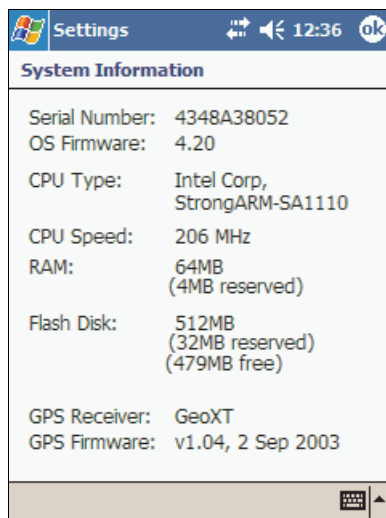 Settings 12:36 ok
System Information
Serial Number: 4348A38052
OS Firmware: 4.20
CPU Type: Intel Corp,
StrongARM-SA1110
CPU Speed: 206 MHz
RAM: 64MB
(4MB reserved)
Flash Disk: 512MB
(32MB reserved)
(479MB free)
GPS Receiver: GeoXT
GPS Firmware: v1.04, 2 Sep 2003